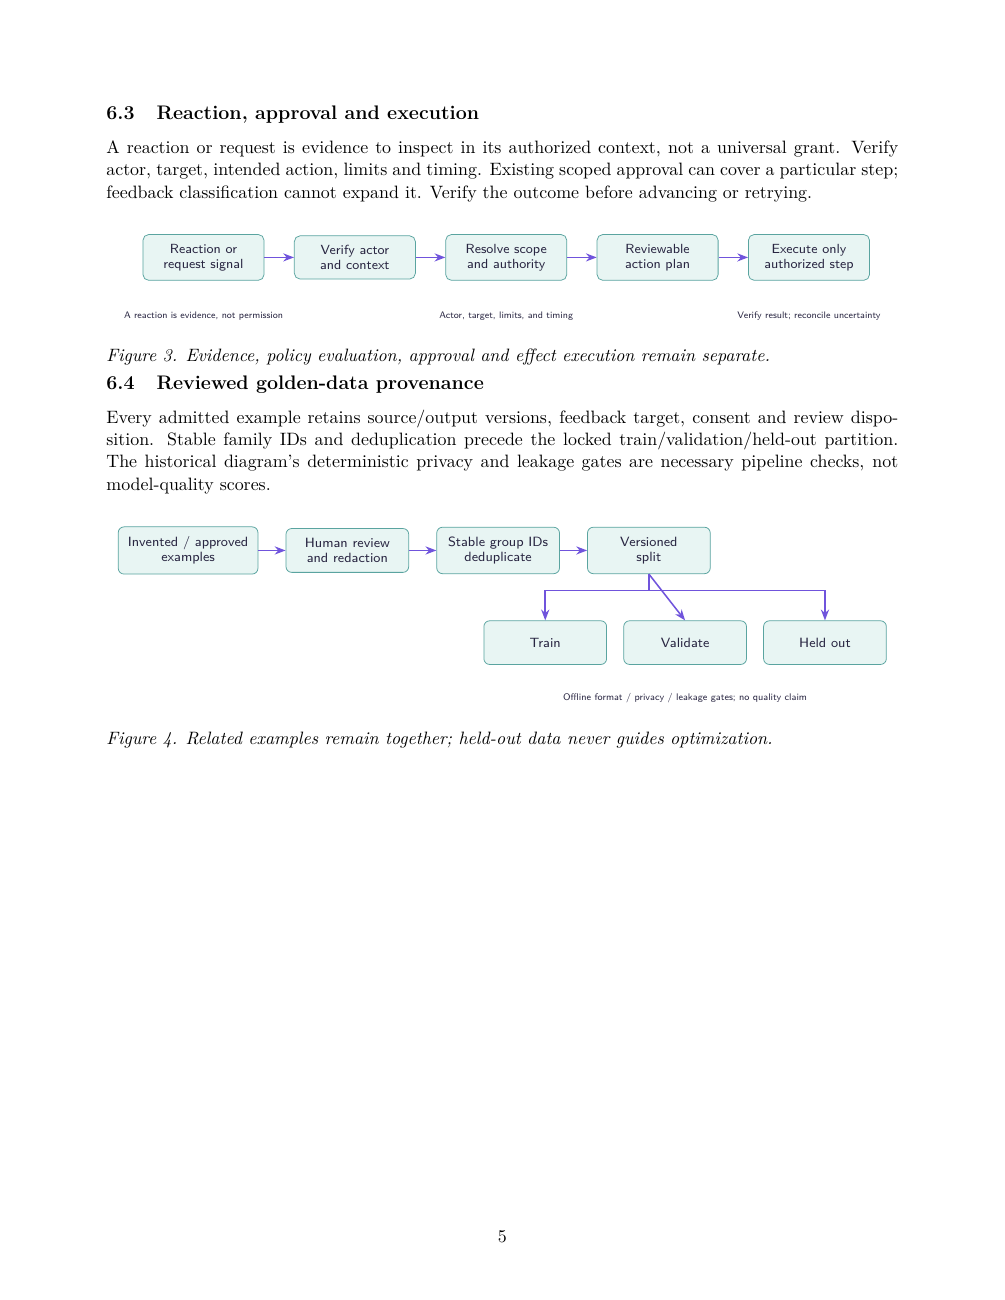 6.3 Reaction, approval and execution
A reaction or request is evidence to inspect in its authorized context, not a universal grant. Verify
actor, target, intended action, limits and timing. Existing scoped approval can cover a particular step;
feedback classification cannot expand it. Verify the outcome before advancing or retrying.
Reaction or
request signal
Verify actor
and context
Resolve scope
and authority
Reviewable
action plan
Execute only
authorized step
A reaction is evidence, not permission
Actor, target, limits, and timing
Verify result; reconcile uncertainty
Figure 3. Evidence, policy evaluation, approval and effect execution remain separate.
6.4 Reviewed golden-data provenance
Every admitted example retains source/output versions, feedback target, consent and review dispo-
sition. Stable family IDs and deduplication precede the locked train/validation/held-out partition.
The historical diagram's deterministic privacy and leakage gates are necessary pipeline checks, not
model-quality scores.
Invented / approved
examples
Human review
and redaction
Stable group IDs
deduplicate
Versioned
split
Train
Validate
Held out
Offline format / privacy / leakage gates; no quality claim
Figure 4. Related examples remain together; held-out data never guides optimization.
5